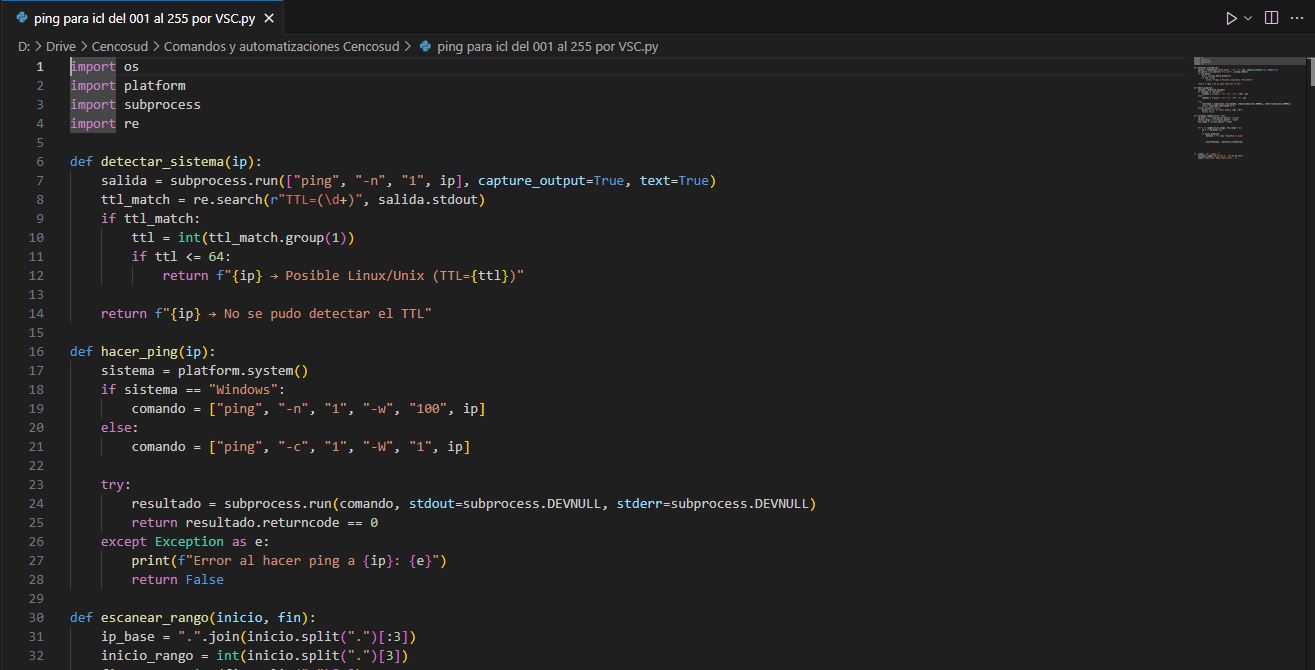 ping para icl del 001 al 255 por VSC.py
D: > Drive > Cencosud > Comandos y automatizaciones Cencosud > ping para icl del 001 al 255 por VSC.py
1 import os
2 import platform
3 import subprocess
4 import re
5
6 def detectar_sistema(ip):
7     salida = subprocess.run(["ping", "-n", "1", ip], capture_output=True, text=True)
8     ttl_match = re.search(r"TTL=(\d+)", salida.stdout)
9     if ttl_match:
10         ttl = int(ttl_match.group(1))
11         if ttl <= 64:
12             return f"{ip} → Posible Linux/Unix (TTL={ttl})"
13
14     return f"{ip} → No se pudo detectar el TTL"
15
16 def hacer_ping(ip):
17     sistema = platform.system()
18     if sistema == "Windows":
19         comando = ["ping", "-n", "1", "-w", "100", ip]
20     else:
21         comando = ["ping", "-c", "1", "-W", "1", ip]
22
23     try:
24         resultado = subprocess.run(comando, stdout=subprocess.DEVNULL, stderr=subprocess.DEVNULL)
25         return resultado.returncode == 0
26     except Exception as e:
27         print(f"Error al hacer ping a {ip}: {e}")
28         return False
29
30 def escanear_rango(inicio, fin):
31     ip_base = ".".join(inicio.split(".")[:3])
32     inicio_rango = int(inicio.split(".")[3])